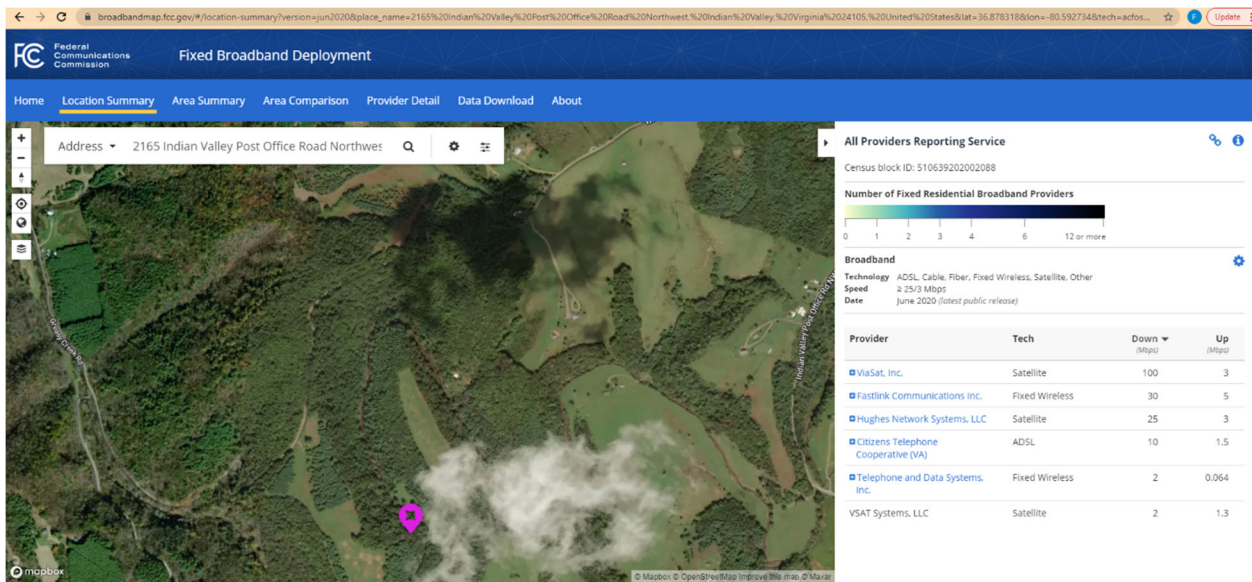 broadbandmap.fcc.gov/#/location-summary?version=jun2020&place_name=2165%20Indian%20Valley%20Post%20Office%20Road%20Northwest,%20Indian%20Valley,%20Virginia%2024105,%20United%20States&lat=36.878318&lon=-80.592734&tech=acfos...
F
Update
FC
Federal
Communications
Commission
Fixed Broadband Deployment
Home Location Summary Area Summary Area Comparison Provider Detail Data Download About
Address 2165 Indian Valley Post Office Road Northwes
Greasy Creek Rd
Indian Valley Post Office Rd NW
mapbox
© Mapbox © OpenStreetMap Improve this map © Maxar
All Providers Reporting Service
Census block ID: 510639202002088
Number of Fixed Residential Broadband Providers
0 1 2 3 4 6 12 or more
Broadband
Technology ADSL, Cable, Fiber, Fixed Wireless, Satellite, Other
Speed ≥ 25/3 Mbps
Date June 2020 (latest public release)
Provider Tech Down Up
(Mbps) (Mbps)
ViaSat, Inc. Satellite 100 3
Fastlink Communications Inc. Fixed Wireless 30 5
Hughes Network Systems, LLC Satellite 25 3
Citizens Telephone ADSL 10 1.5
Cooperative (VA)
Telephone and Data Systems, Fixed Wireless 2 0.064
Inc.
VSAT Systems, LLC Satellite 2 1.3